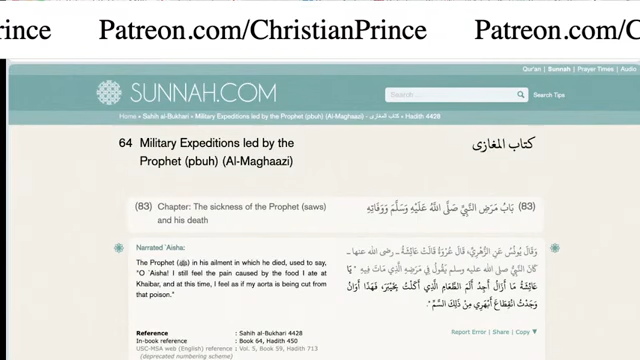 ince Patreon.com/ChristianPrince Patreon.com/C
Qur'an | Sunnah | Prayer Times | Audio
SUNNAH.COM
Search ...
Search Tips
Home » Sahih al-Bukhari » Military Expeditions led by the Prophet (pbuh) (Al-Maghaazi) - كتاب المغازى » Hadith 4428
64 Military Expeditions led by the
Prophet (pbuh) (Al-Maghaazi)
كتاب المغازى
(83) Chapter: The sickness of the Prophet (saws)
and his death
(83) باب مَرَضِ النَّبِيِّ صَلَّى اللَّهُ عَلَيْهِ وَسَلَّمَ وَوَفَاتِهِ
Narrated `Aisha:
The Prophet (ﷺ) in his ailment in which he died, used to say,
"O `Aisha! I still feel the pain caused by the food I ate at
Khaibar, and at this time, I feel as if my aorta is being cut from
that poison."
وَقَالَ يُونُسُ عَنِ الزُّهْرِيِّ، قَالَ عُرْوَةُ قَالَتْ عَائِشَةُ ـ رضى الله عنها ـ
كَانَ النَّبِيُّ صلى الله عليه وسلم يَقُولُ فِي مَرَضِهِ الَّذِي مَاتَ فِيهِ ‏ "‏ يَا
عَائِشَةُ مَا أَزَالُ أَجِدُ أَلَمَ الطَّعَامِ الَّذِي أَكَلْتُ بِخَيْبَرَ، فَهَذَا أَوَانُ
وَجَدْتُ انْقِطَاعَ أَبْهَرِي مِنْ ذَلِكَ السَّمِّ ‏"‏‏.‏
Reference : Sahih al-Bukhari 4428
In-book reference : Book 64, Hadith 450
USC-MSA web (English) reference : Vol. 5, Book 59, Hadith 713
(deprecated numbering scheme)
Report Error | Share | Copy ▼